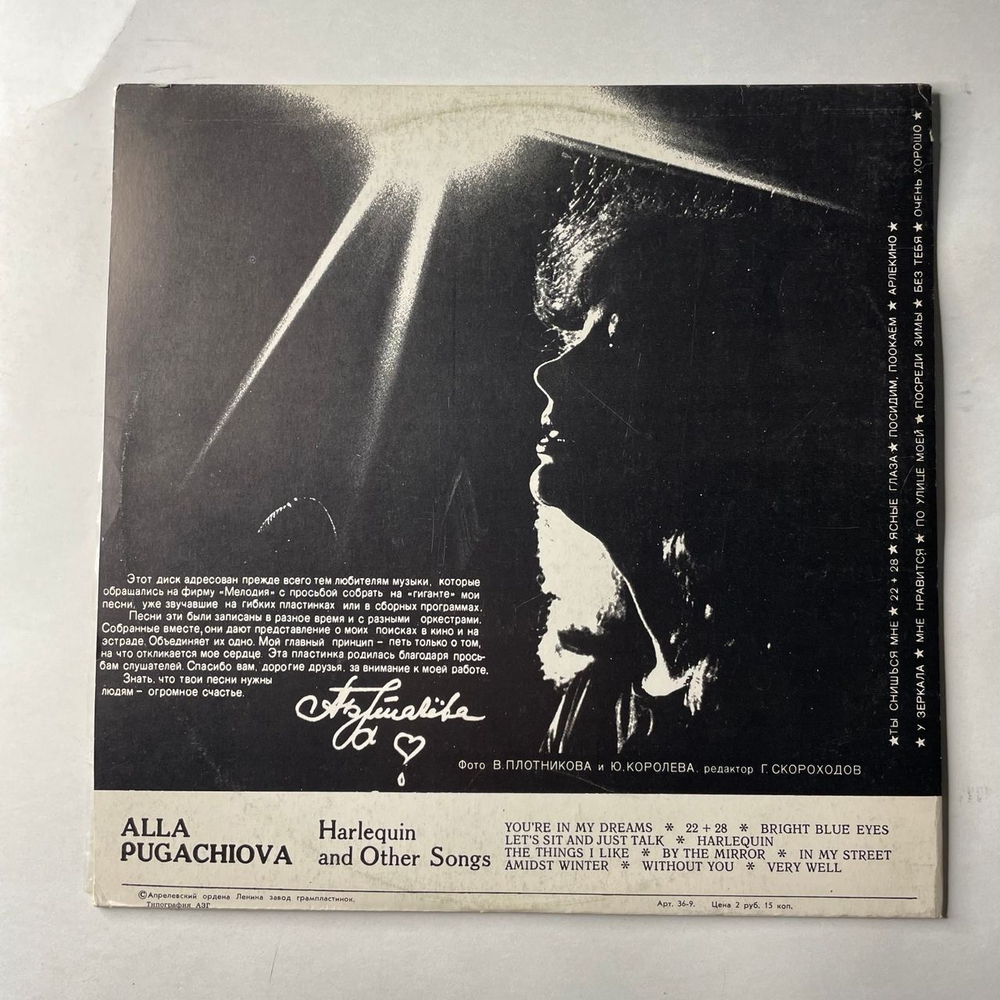 Этот диск адресован прежде всего тем любителям музыки, которые
обращались на фирму «Мелодия» с просьбой собрать на «гиганте» мои
песни, уже звучавшие на гибких пластинках или в сборных программах.
Песни эти были записаны в разное время и с разными оркестрами.
Собранные вместе, они дают представление о моих поисках в кино и на
эстраде. Объединяет их одно. Мой главный принцип – петь только о том,
на что откликается мое сердце. Эта пластинка родилась благодаря прось-
бам слушателей. Спасибо вам, дорогие друзья, за внимание к моей работе.
Знать, что твои песни нужны
людям – огромное счастье.
Фото В.ПЛОТНИКОВА и Ю.КОРОЛЕВА, редактор Г.СКОРОХОДОВ
★ ТЫ СНИШЬСЯ МНЕ ★ 22 + 28 ★ ЯСНЫЕ ГЛАЗА ★ ПОСИДИМ, ПООКАЕМ ★ АРЛЕКИНО ★
★ У ЗЕРКАЛА ★ МНЕ НРАВИТСЯ ★ ПО УЛИЦЕ МОЕЙ ★ ПОСРЕДИ ЗИМЫ ★ БЕЗ ТЕБЯ ★ ОЧЕНЬ ХОРОШО ★
ALLA
PUGACHIOVA
Harlequin
and Other Songs
YOU'RE IN MY DREAMS * 22 + 28 * BRIGHT BLUE EYES
LET'S SIT AND JUST TALK * HARLEQUIN
THE THINGS I LIKE * BY THE MIRROR * IN MY STREET
AMIDST WINTER * WITHOUT YOU * VERY WELL
©Апрелевский ордена Ленина завод грампластинок.
Типография АЗГ
Арт. 36-9. Цена 2 руб. 15 коп.